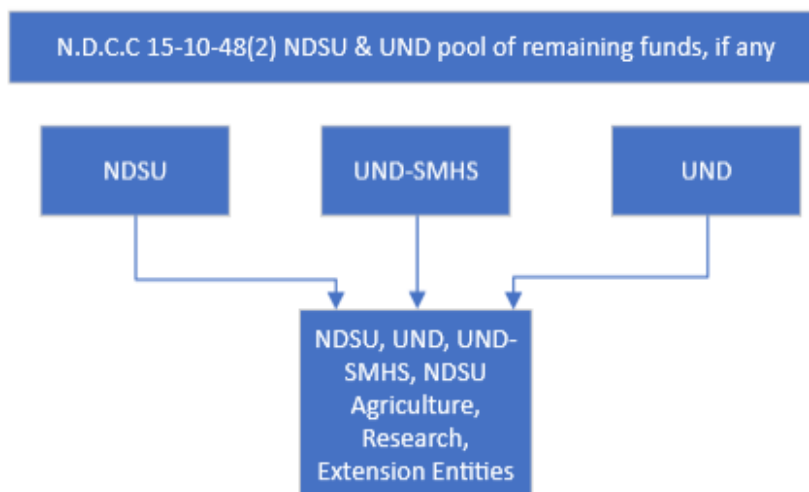 N.D.C.C 15-10-48(2) NDSU & UND pool of remaining funds, if any
NDSU
UND-SMHS
UND
NDSU, UND, UND-
SMHS, NDSU
Agriculture,
Research,
Extension Entities